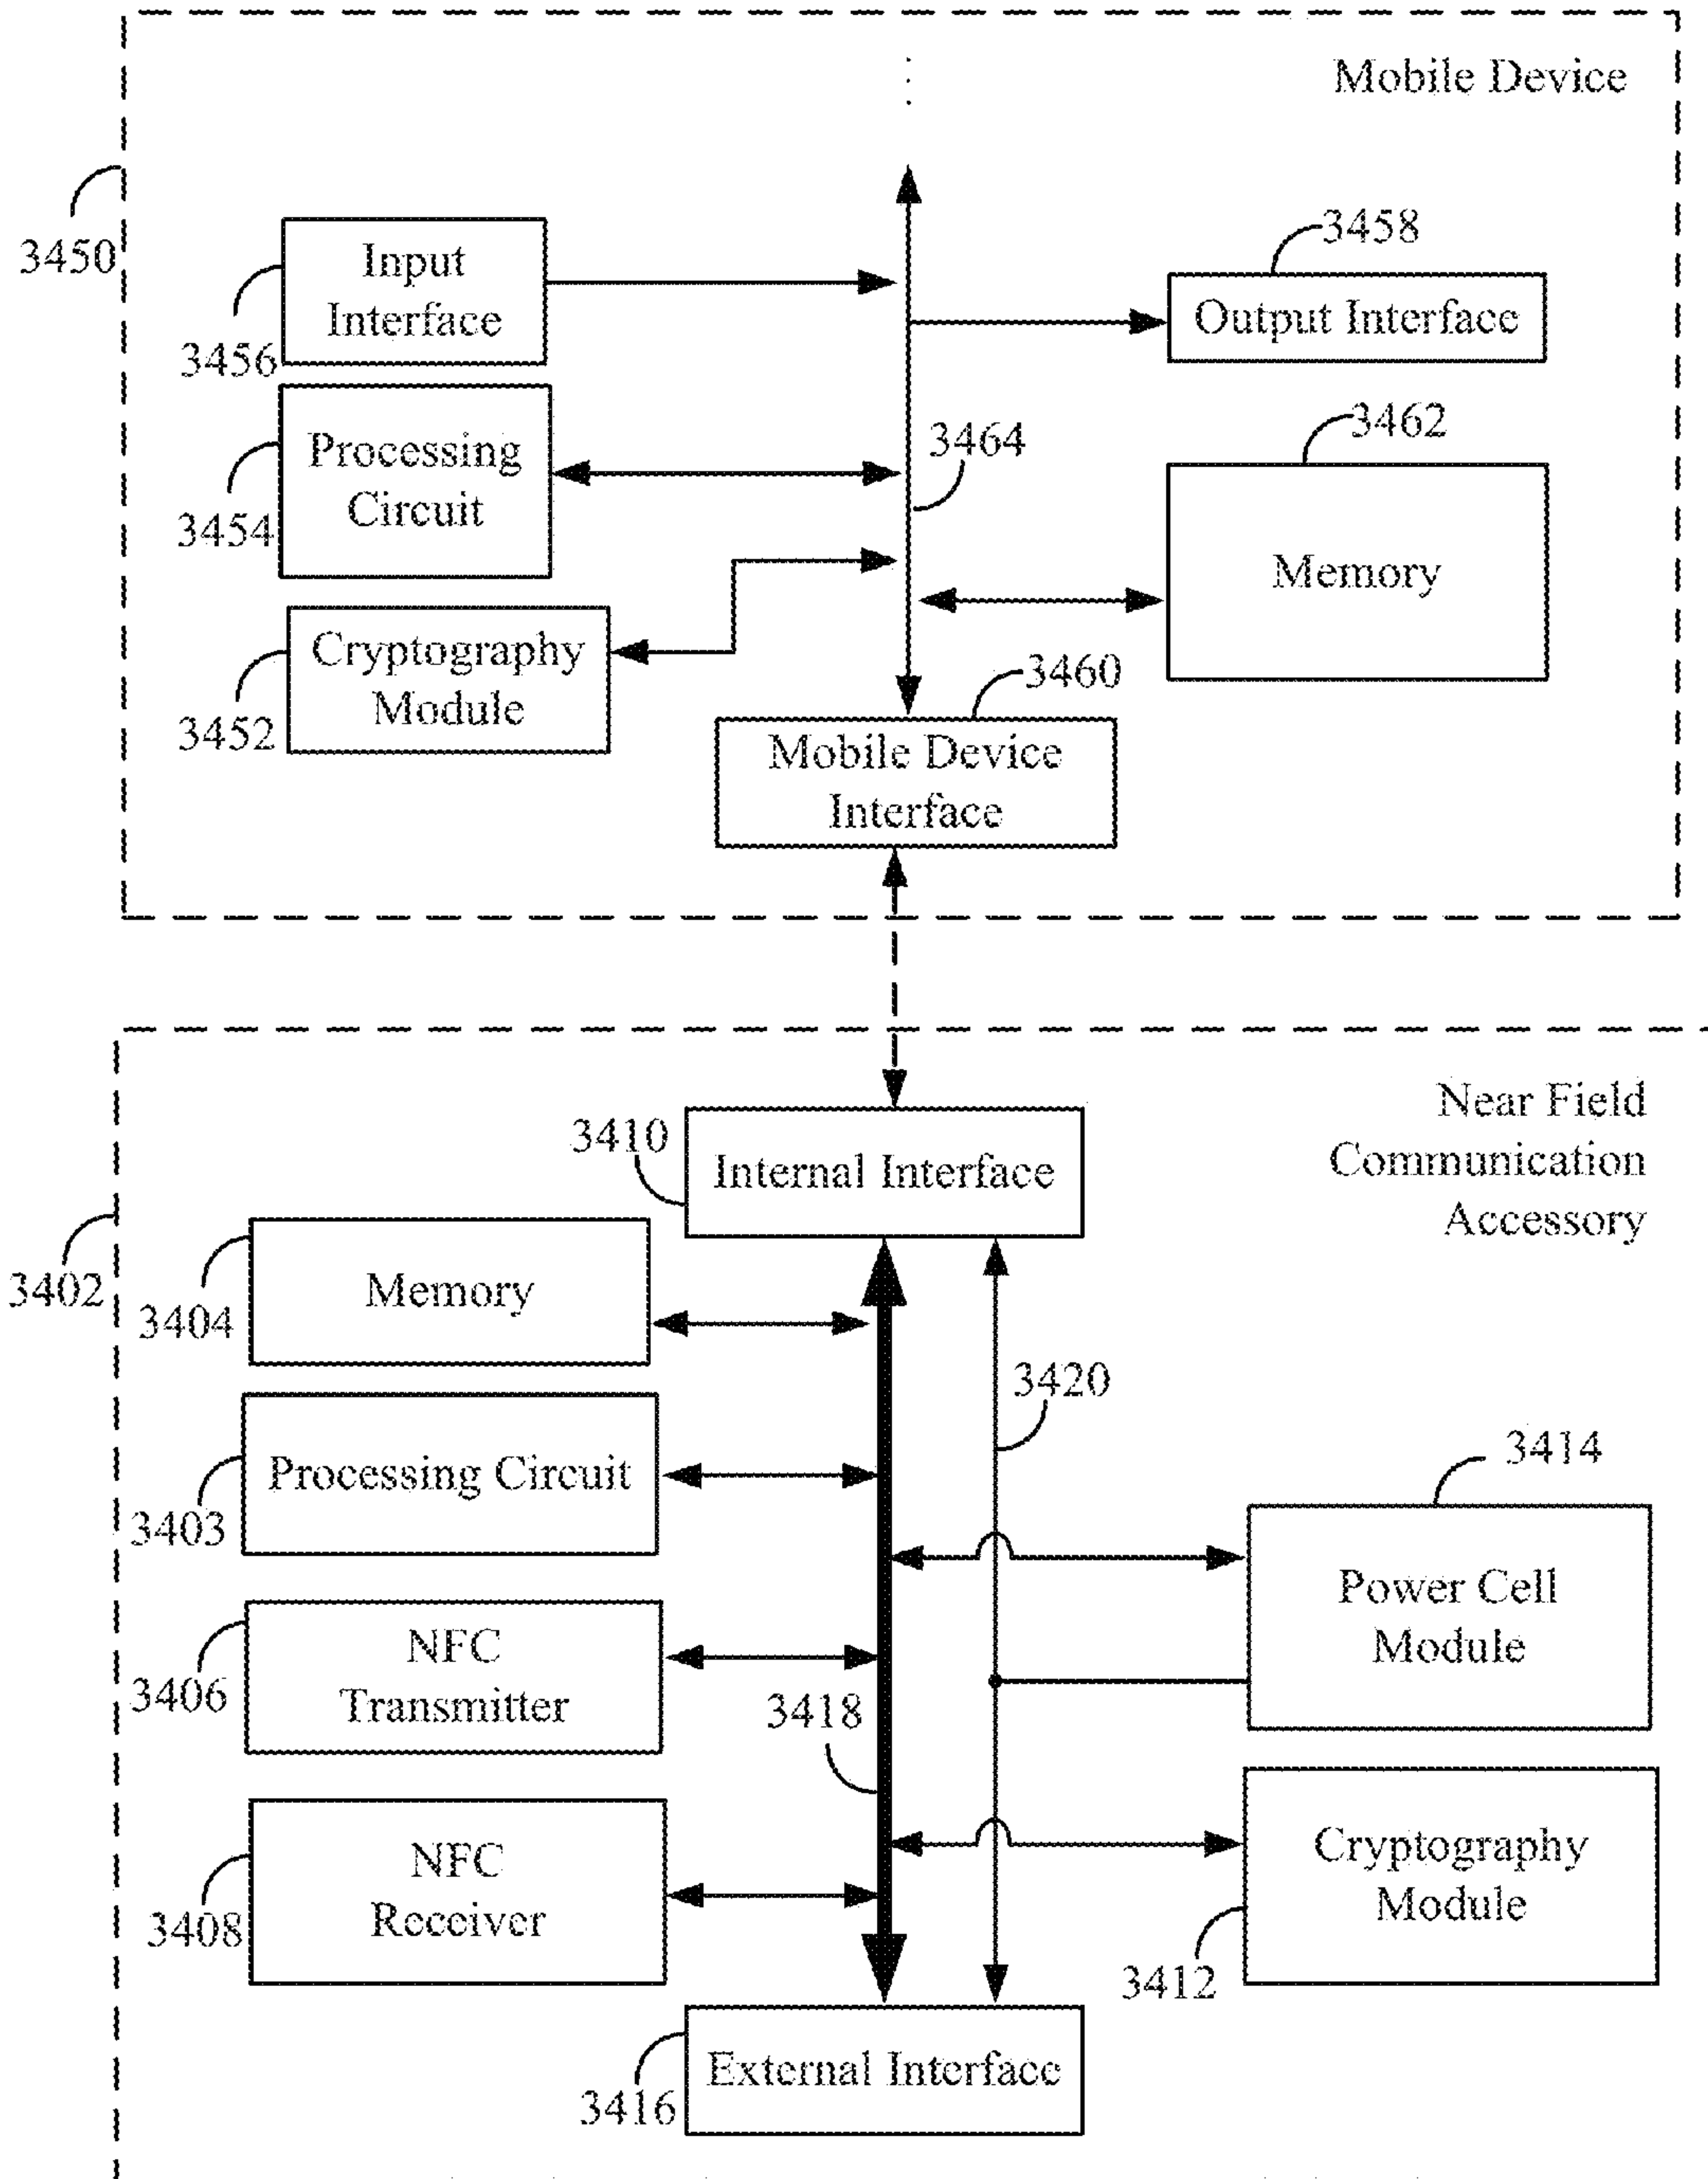 Mobile Device
3450
Input
Interface
3456
3458
Output Interface
Processing
Circuit
3454
3464
3462
Memory
Cryptography
Module
3452
3460
Mobile Device
Interface
Near Field
Communication
Accessory
3410
Internal Interface
3402
Memory
3404
3420
Processing Circuit
3403
3414
Power Cell
Module
NFC
Transmitter
3406
3418
NFC
Receiver
3408
Cryptography
Module
3412
External Interface
3416